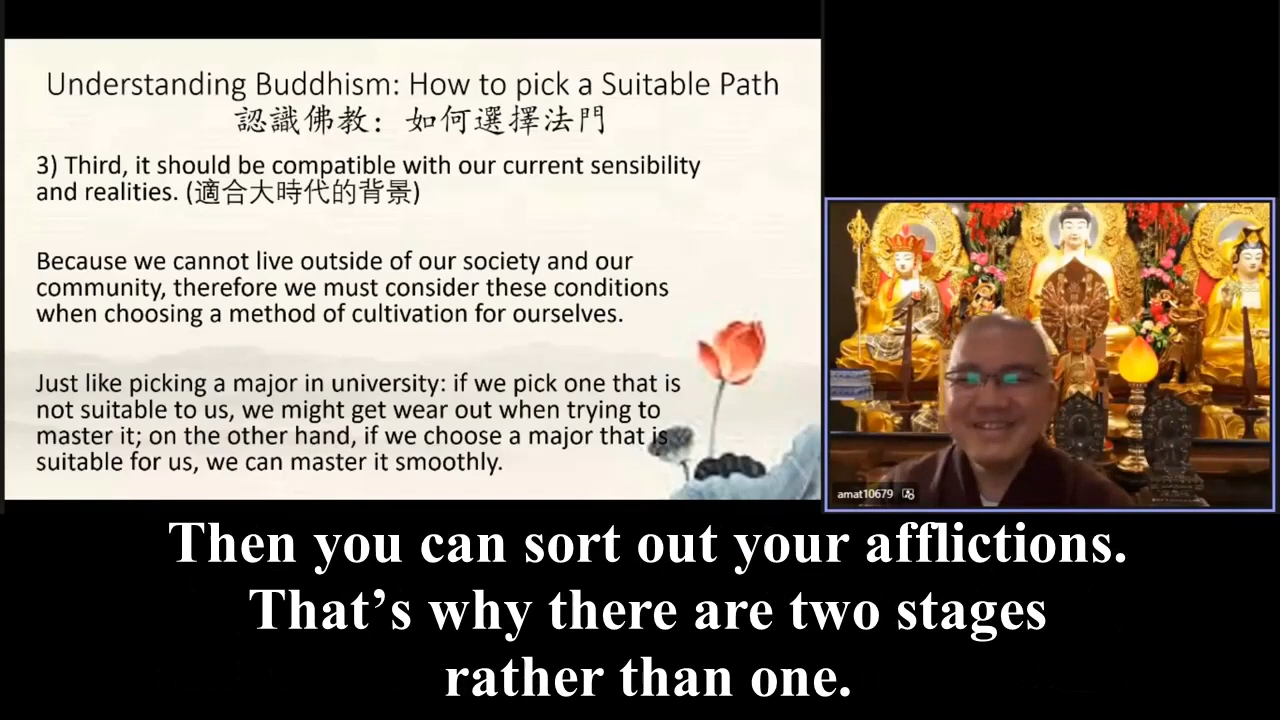 Understanding Buddhism: How to pick a Suitable Path
認識佛教：如何選擇法門
3) Third, it should be compatible with our current sensibility
and realities. (適合大時代的背景)
Because we cannot live outside of our society and our
community, therefore we must consider these conditions
when choosing a method of cultivation for ourselves.
Just like picking a major in university: if we pick one that is
not suitable to us, we might get wear out when trying to
master it; on the other hand, if we choose a major that is
suitable for us, we can master it smoothly.
amat10679
Then you can sort out your afflictions.
That’s why there are two stages
rather than one.